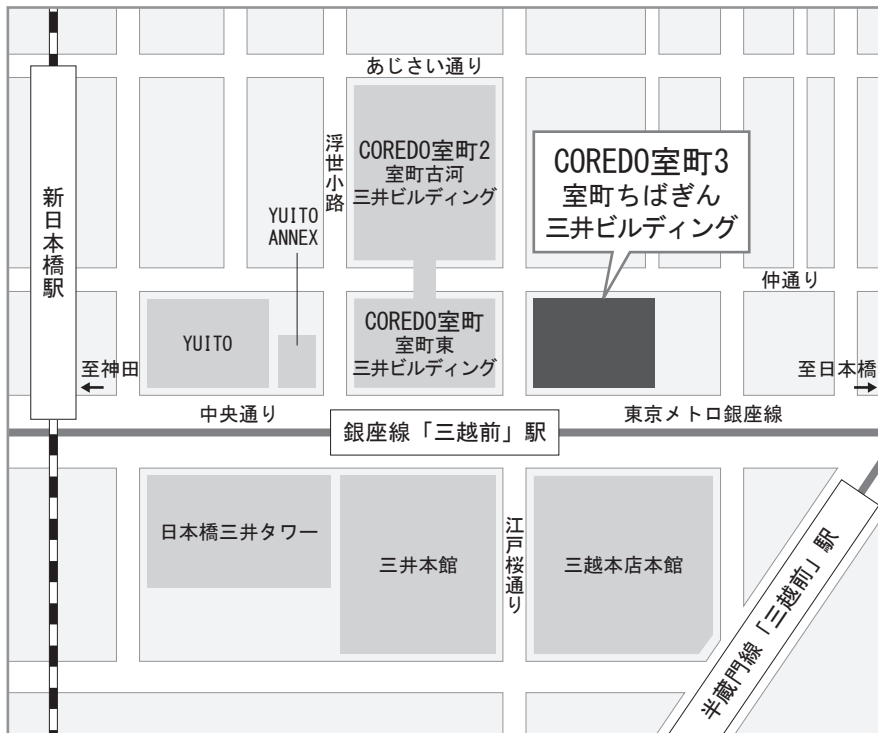 あじさい通り
浮世小路
COREDO室町2
室町古河
三井ビルディング
COREDO室町3
室町ちばぎん
三井ビルディング
新日本橋駅
YUITO
ANNEX
仲通り
YUITO
COREDO室町
室町東
三井ビルディング
至神田
至日本橋
中央通り
銀座線「三越前」駅
東京メトロ銀座線
日本橋三井タワー
三井本館
江戸桜通り
三越本店本館
半蔵門線「三越前」駅